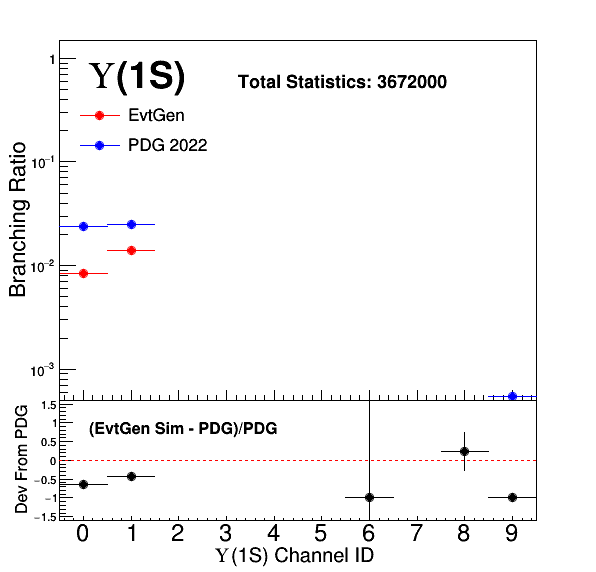 ϒ(1S)
Total Statistics: 3672000
EvtGen
PDG 2022
Branching Ratio
1
10⁻¹
10⁻²
10⁻³
Dev From PDG
(EvtGen Sim - PDG)/PDG
1.5
1
0.5
0
−0.5
−1
−1.5
0 1 2 3 4 5 6 7 8 9
ϒ(1S) Channel ID